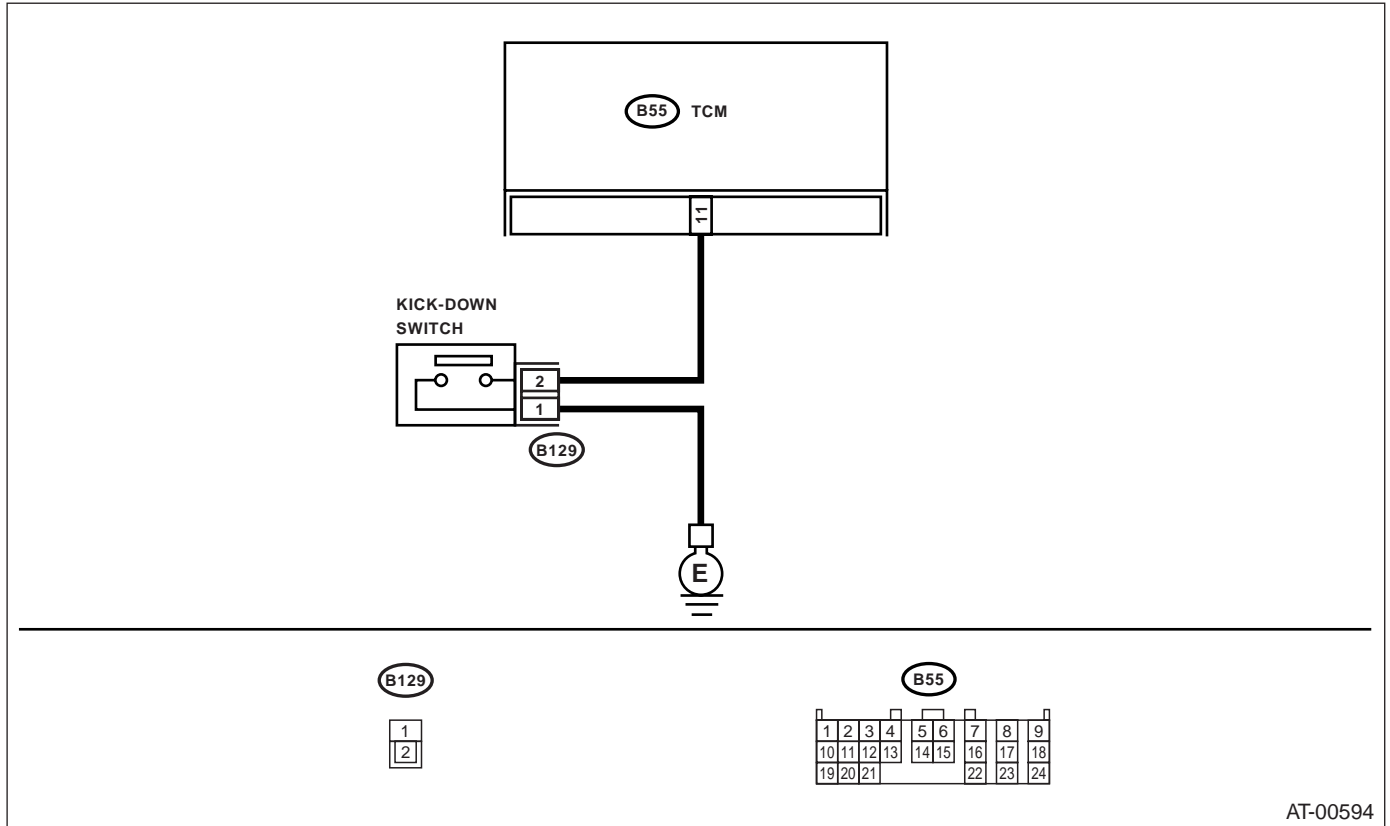 B55 TCM
11
KICK-DOWN
SWITCH
2
1
B129
E
B129
B55
1
2
1 2 3 4 5 6 7 8 9
10 11 12 13 14 15 16 17 18
19 20 21 22 23 24
AT-00594